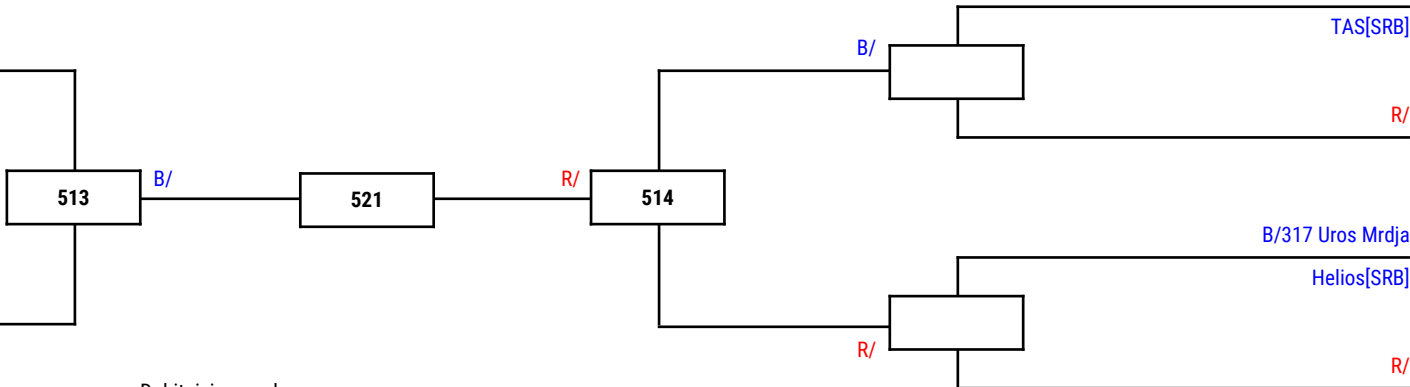 TAS[SRB]
B/
R/
513
B/
521
R/
514
B/317 Uros Mrdja
Helios[SRB]
R/
R/